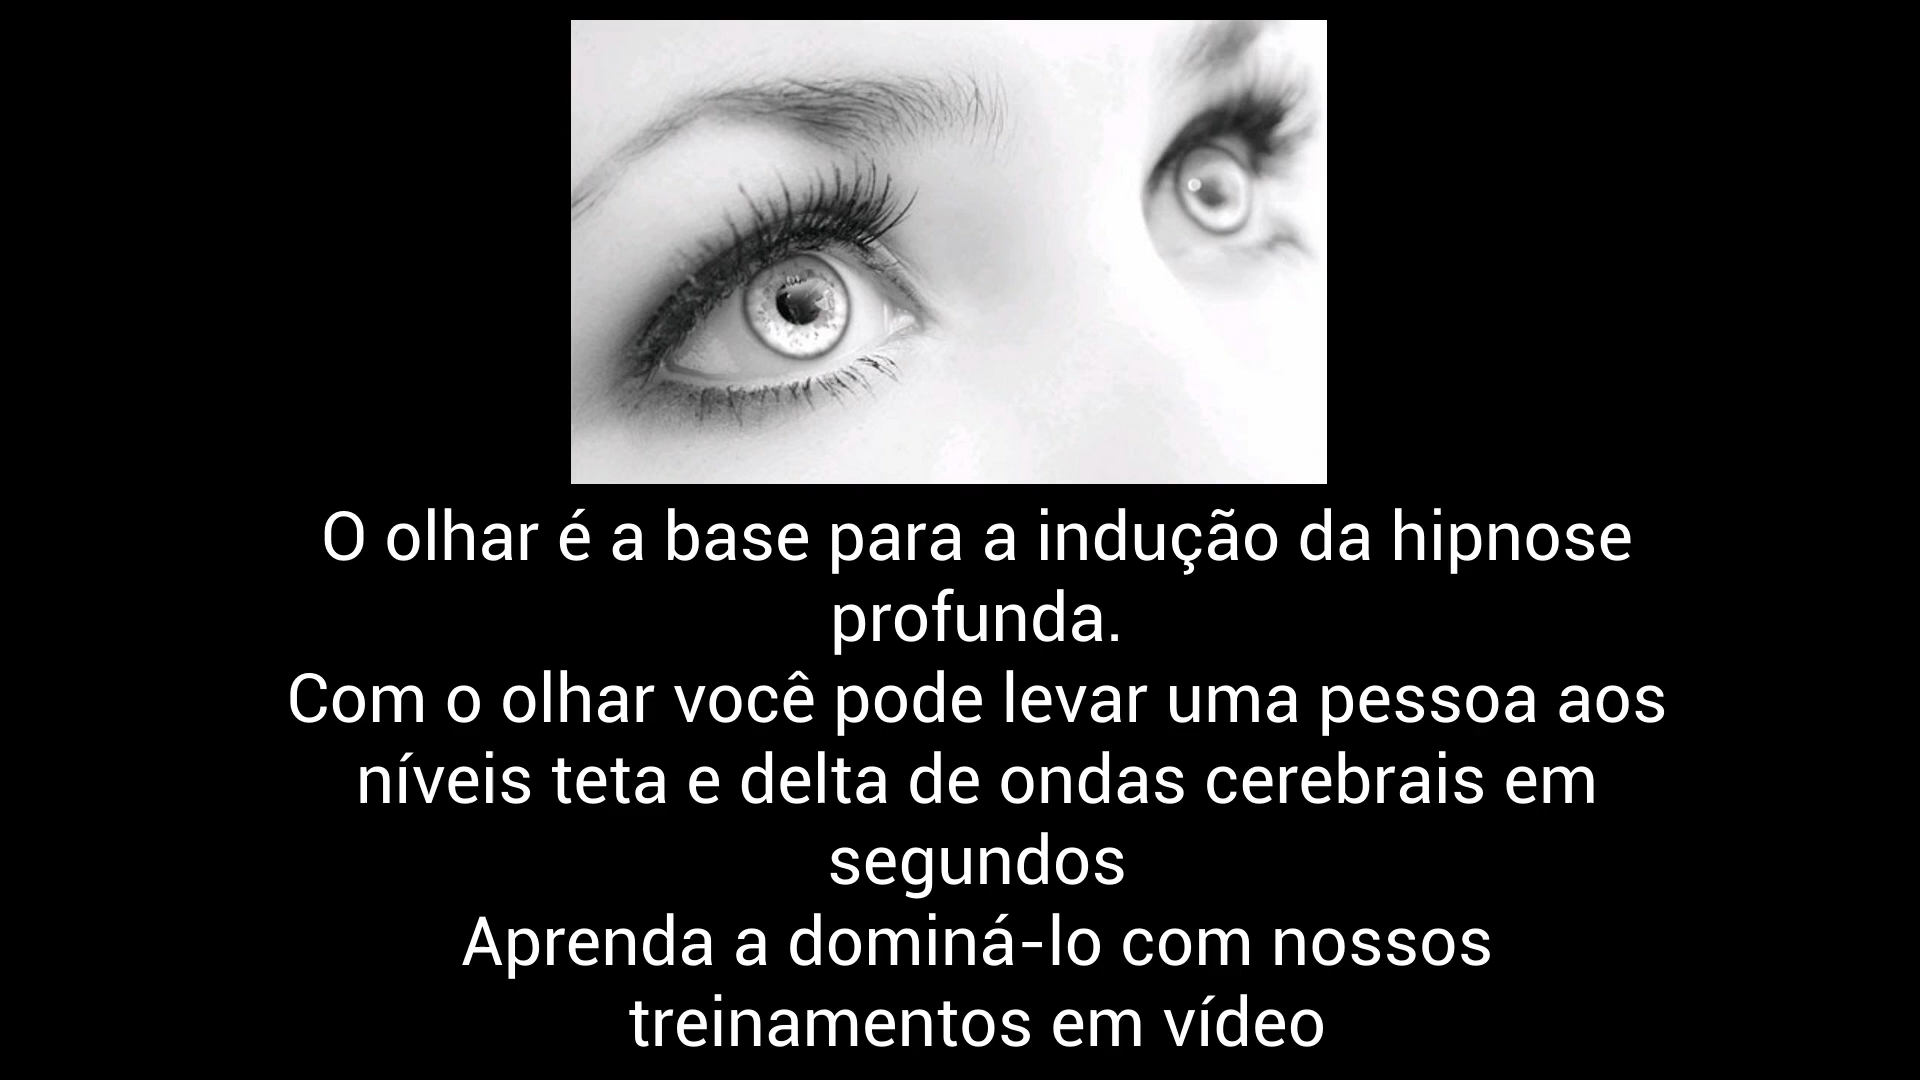 O olhar é a base para a indução da hipnose
profunda.
Com o olhar você pode levar uma pessoa aos
níveis teta e delta de ondas cerebrais em
segundos
Aprenda a dominá-lo com nossos
treinamentos em vídeo